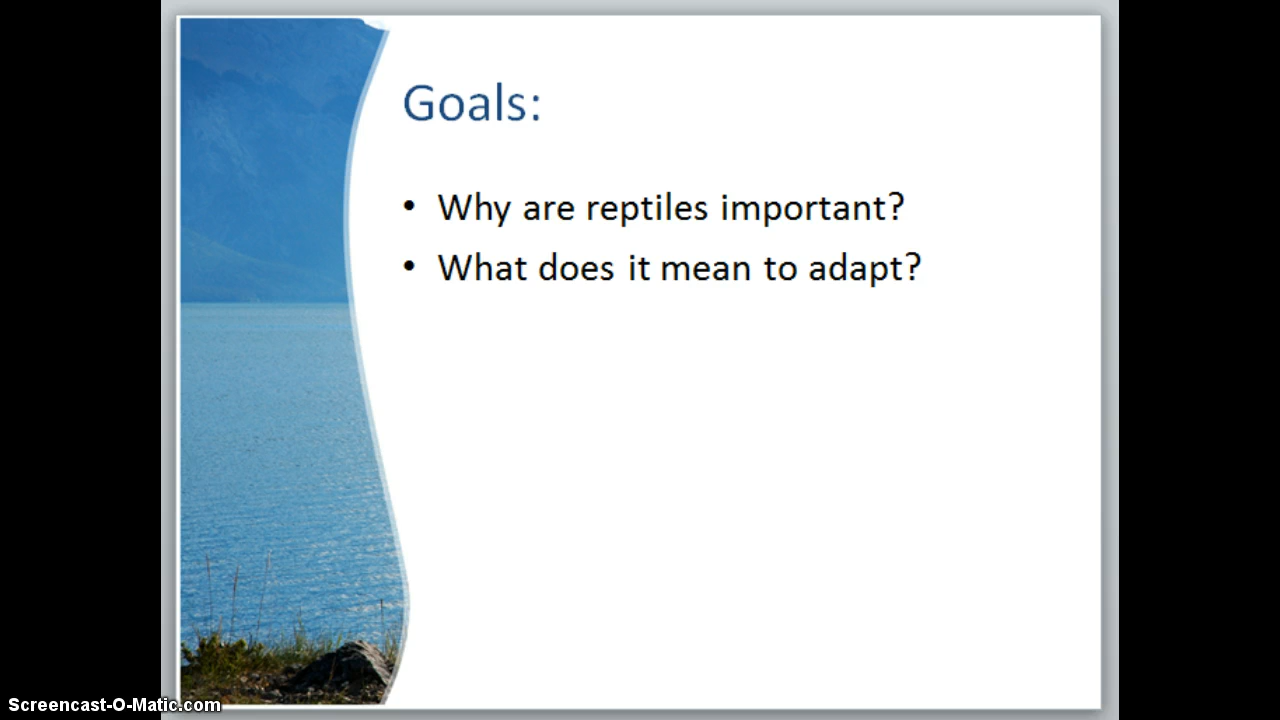 Goals:
• Why are reptiles important?
• What does it mean to adapt?
Screencast-O-Matic.com